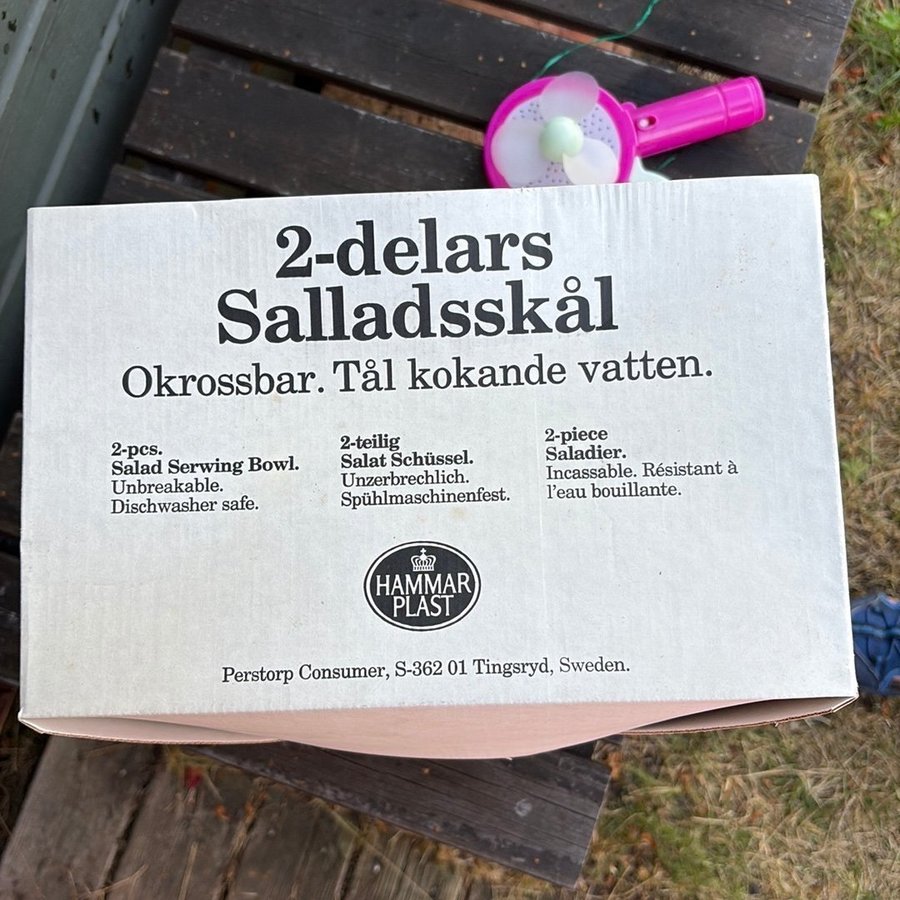 2-delars
Salladsskål
Okrossbar. Tål kokande vatten.
2-pcs.
Salad Serwing Bowl.
Unbreakable.
Dischwasher safe.
2-teilig
Salat Schüssel.
Unzerbrechlich.
Spühlmaschinenfest.
2-piece
Saladier.
Incassable. Résistant à
l'eau bouillante.
HAMMAR
PLAST
Perstorp Consumer, S-362 01 Tingsryd, Sweden.